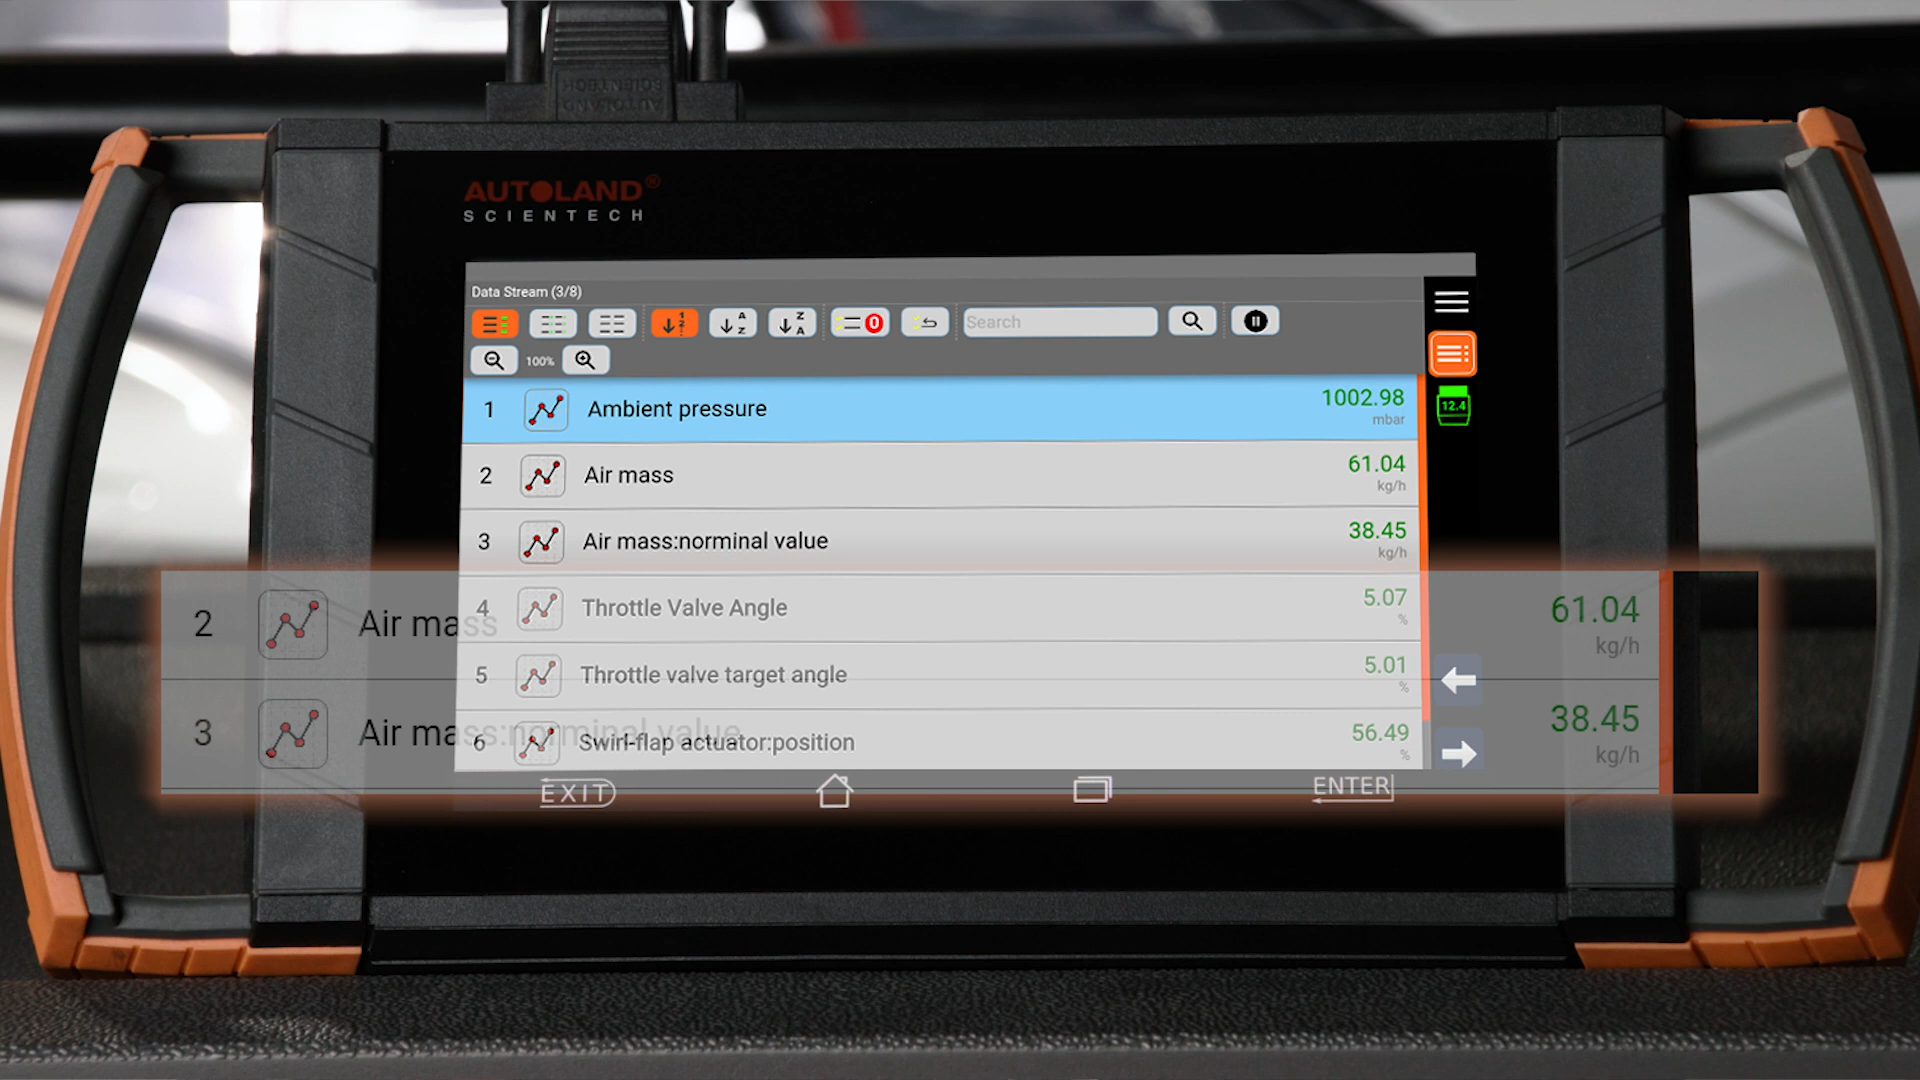 AUTOLAND
SCIENTECH
AUTOLAND®
SCIENTECH
Data Stream (3/8)
A
Z
Z
A
0
Search
100%
1 Ambient pressure 1002.98
mbar
12.4
2 Air mass 61.04
kg/h
3 Air mass:norminal value 38.45
kg/h
4 Throttle Valve Angle 5.07
%
5 Throttle valve target angle 5.01
%
6 Swirl-flap actuator:position 56.49
%
2 Air mass 61.04
kg/h
3 Air mass:norminal value 38.45
kg/h
EXIT
ENTER